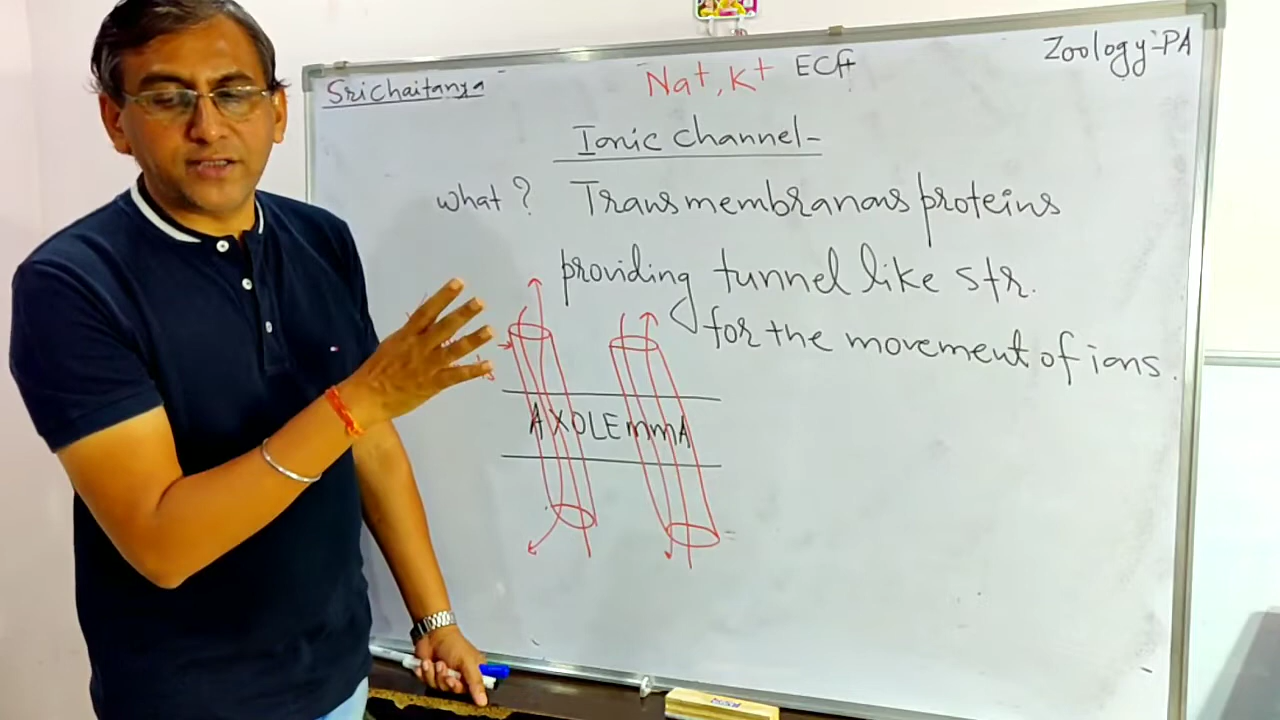 Srichaitanya
Na+, K+ ECF
Zoology-PA
Ionic Channel-
what? Transmembranous proteins
providing tunnel like str.
for the movement of ions.
AXOLEmmA